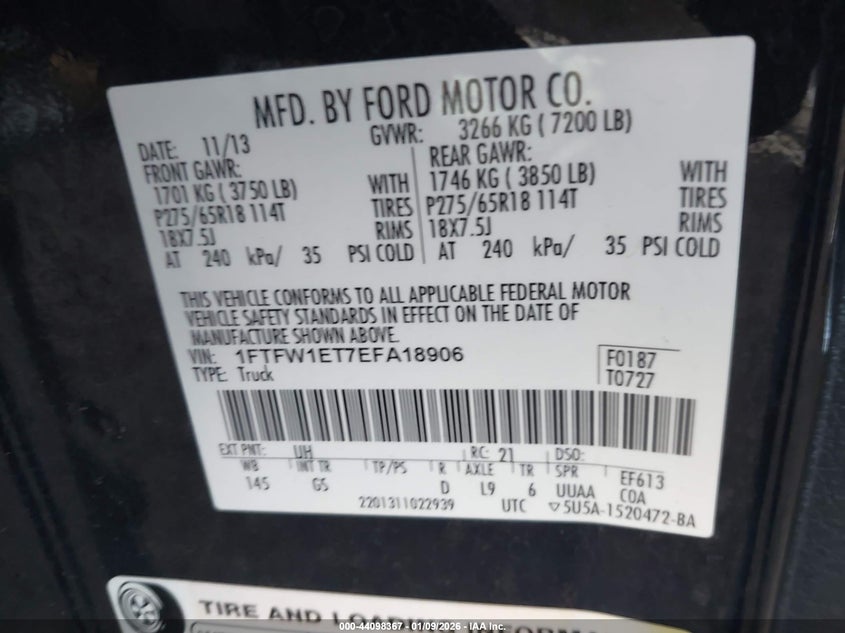 MFD. BY FORD MOTOR CO.
DATE: 11/13 GVWR: 3266 KG ( 7200 LB)
FRONT GAWR: REAR GAWR:
1701 KG ( 3750 LB) WITH 1746 KG ( 3850 LB) WITH
P275/65R18 114T TIRES P275/65R18 114T TIRES
18X7.5J RIMS 18X7.5J RIMS
AT 240 kPa/ 35 PSI COLD AT 240 kPa/ 35 PSI COLD
THIS VEHICLE CONFORMS TO ALL APPLICABLE FEDERAL MOTOR
VEHICLE SAFETY STANDARDS IN EFFECT ON THE DATE OF
MANUFACTURE SHOWN ABOVE.
VIN: 1FTFW1ET7EFA18906 F0187
TYPE: Truck T0727
EXT PNT: UH RC: 21 DSO:
WB INT TR TP/PS R AXLE TR SPR EF613
145 GS D L9 6 UUAA COA
2201311022939 UTC ▽5U5A-1520472-BA
TIRE AND
000-44098367 - 01/09/2026 - IAA Inc.